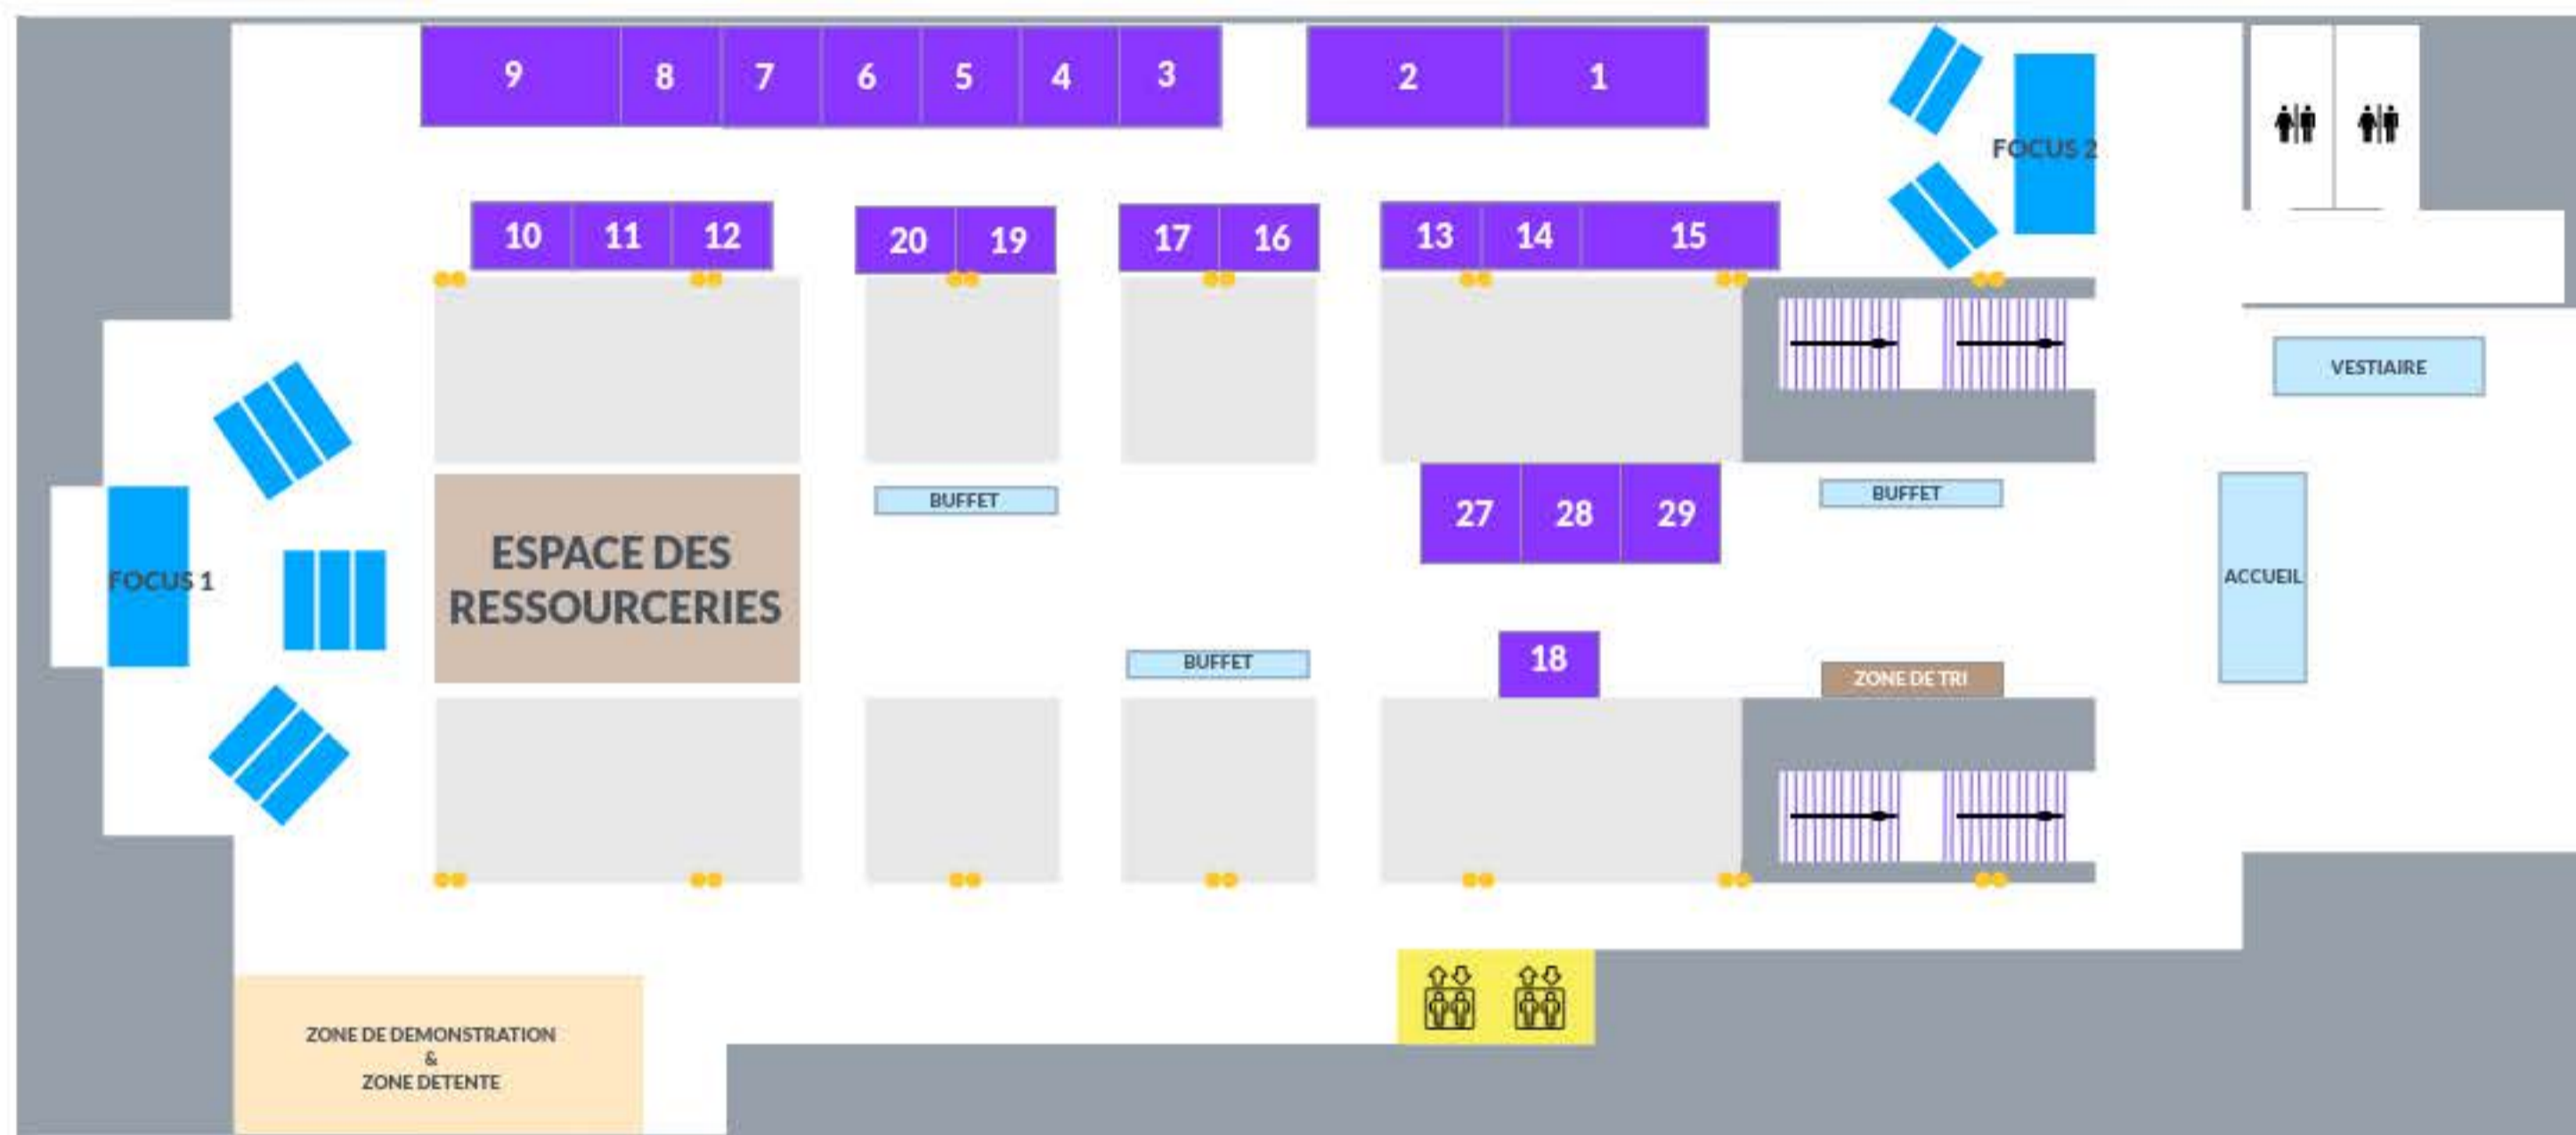 9 8 7 6 5 4 3 2 1
FOCUS 2
10 11 12 20 19 17 16 13 14 15
VESTIAIRE
BUFFET
BUFFET
27 28 29
ESPACE DES
RESSOURCERIES
FOCUS 1
ACCUEIL
BUFFET
18
ZONE DE TRI
ZONE DE DEMONSTRATION
&
ZONE DETENTE